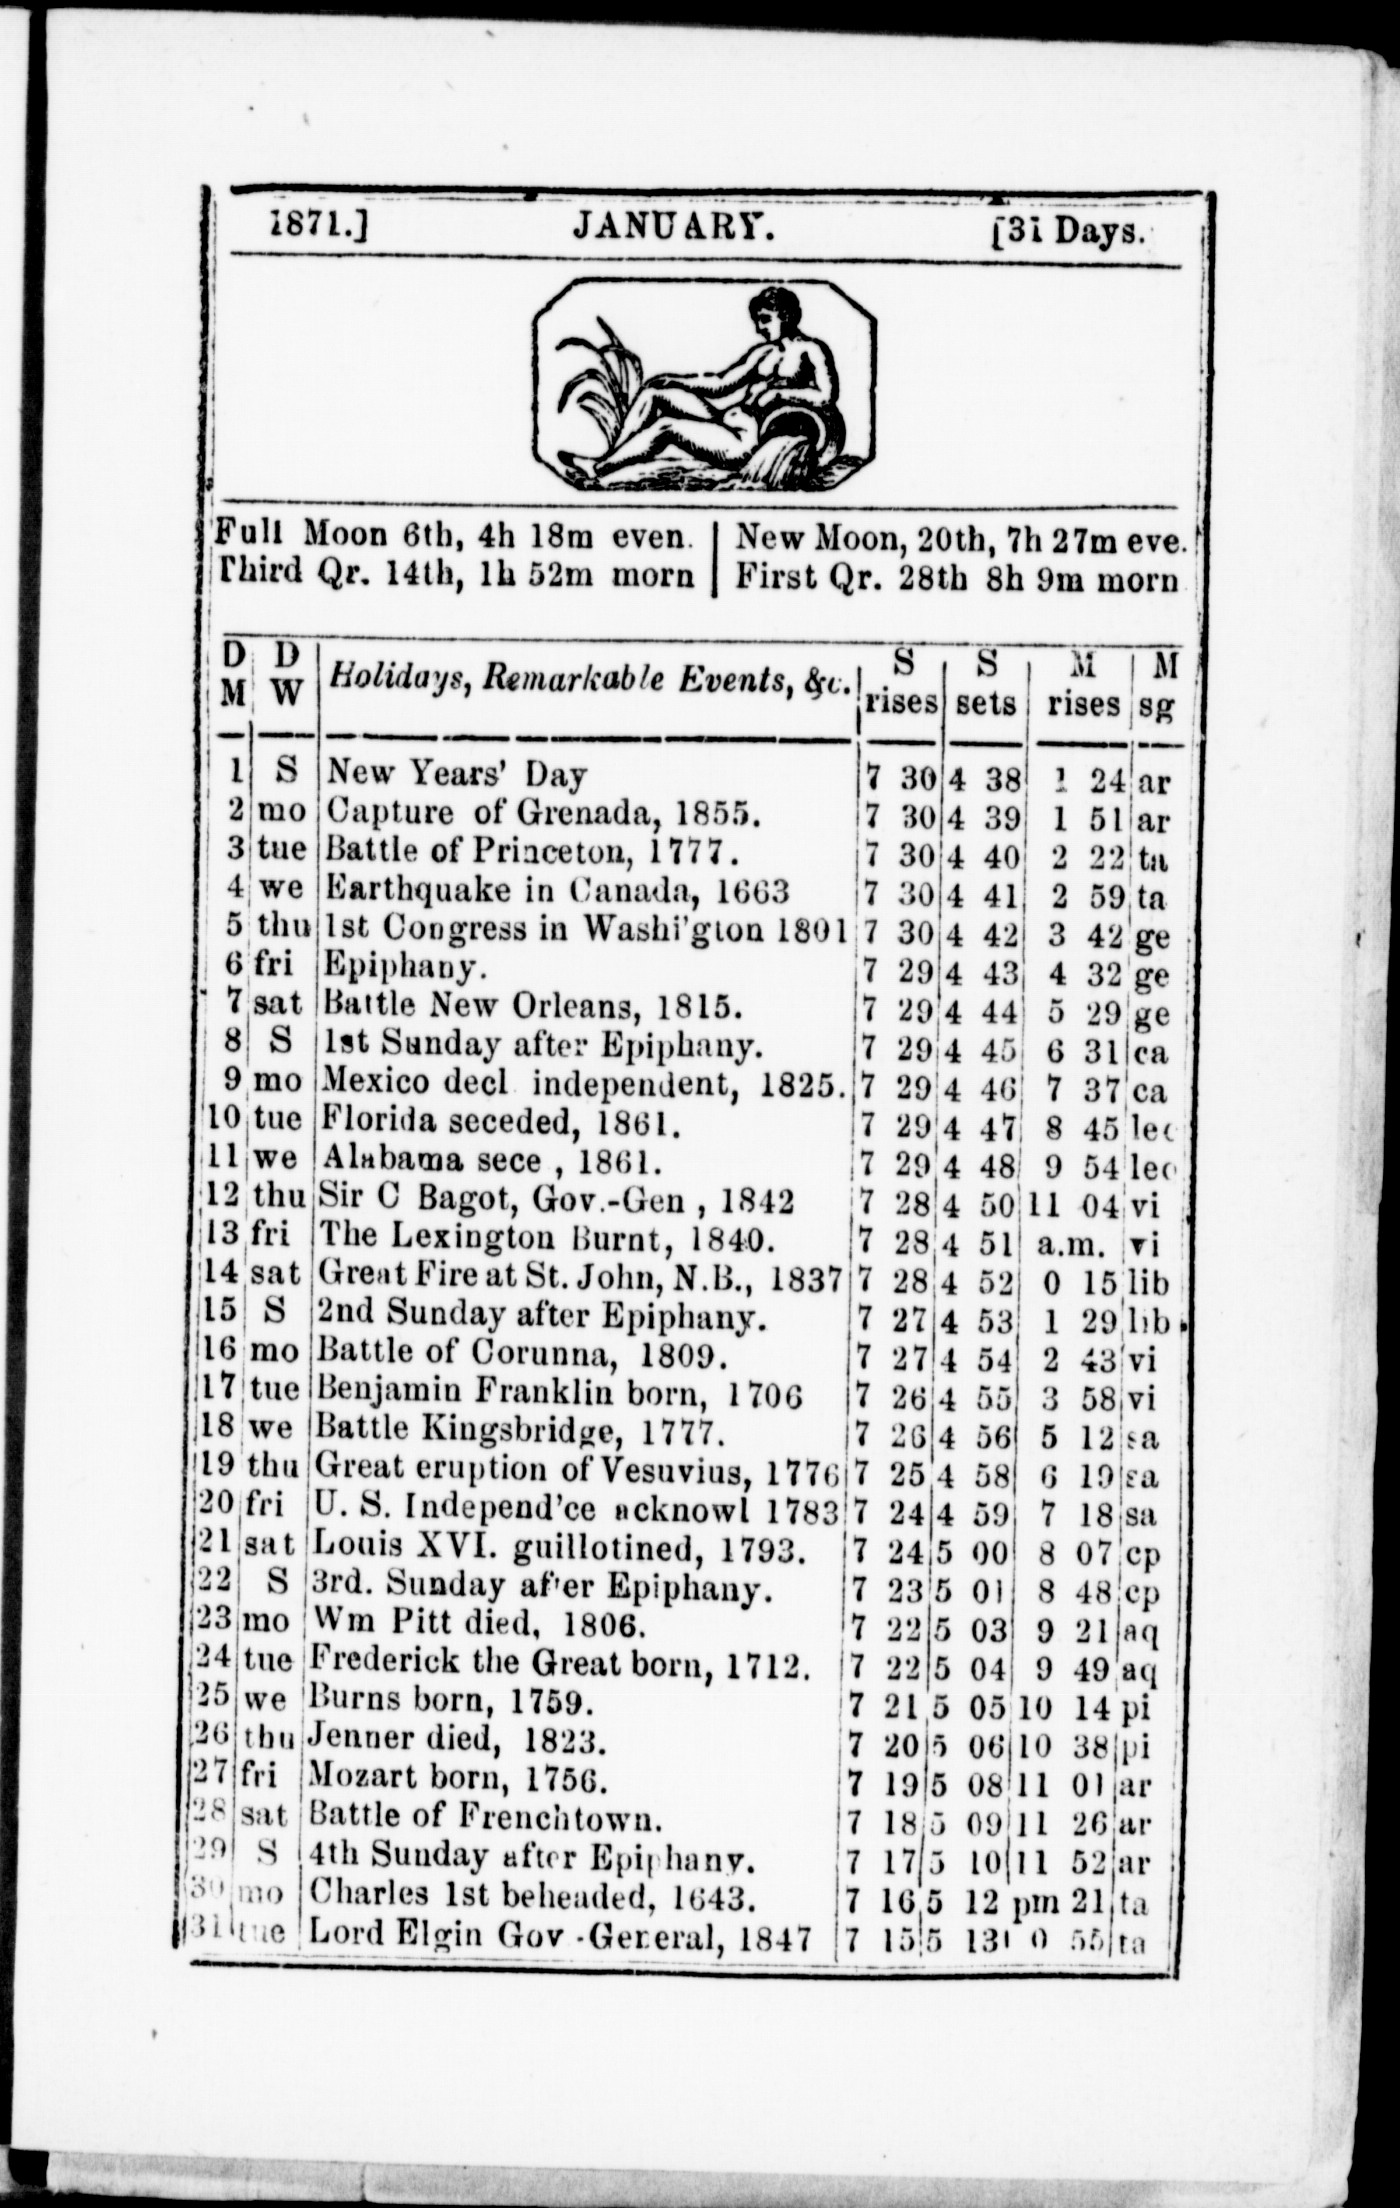 1871.] JANUARY. [31 Days.
Full Moon 6th, 4h 18m even. | New Moon, 20th, 7h 27m eve.
Third Qr. 14th, 1h 52m morn | First Qr. 28th 8h 9m morn
D M | D W | Holidays, Remarkable Events, &c. | S rises | S sets | M rises | M sg
1 | S | New Years' Day | 7 30 | 4 38 | 1 24 | ar
2 | mo | Capture of Grenada, 1855. | 7 30 | 4 39 | 1 51 | ar
3 | tue | Battle of Princeton, 1777. | 7 30 | 4 40 | 2 22 | ta
4 | we | Earthquake in Canada, 1663 | 7 30 | 4 41 | 2 59 | ta
5 | thu | 1st Congress in Washi'gton 1801 | 7 30 | 4 42 | 3 42 | ge
6 | fri | Epiphany. | 7 29 | 4 43 | 4 32 | ge
7 | sat | Battle New Orleans, 1815. | 7 29 | 4 44 | 5 29 | ge
8 | S | 1st Sunday after Epiphany. | 7 29 | 4 45 | 6 31 | ca
9 | mo | Mexico decl independent, 1825. | 7 29 | 4 46 | 7 37 | ca
10 | tue | Florida seceded, 1861. | 7 29 | 4 47 | 8 45 | leo
11 | we | Alabama sece , 1861. | 7 29 | 4 48 | 9 54 | leo
12 | thu | Sir C Bagot, Gov.-Gen , 1842 | 7 28 | 4 50 | 11 04 | vi
13 | fri | The Lexington Burnt, 1840. | 7 28 | 4 51 | a.m. | vi
14 | sat | Great Fire at St. John, N.B., 1837 | 7 28 | 4 52 | 0 15 | lib
15 | S | 2nd Sunday after Epiphany. | 7 27 | 4 53 | 1 29 | lib
16 | mo | Battle of Corunna, 1809. | 7 27 | 4 54 | 2 43 | vi
17 | tue | Benjamin Franklin born, 1706 | 7 26 | 4 55 | 3 58 | vi
18 | we | Battle Kingsbridge, 1777. | 7 26 | 4 56 | 5 12 | sa
19 | thu | Great eruption of Vesuvius, 1776 | 7 25 | 4 58 | 6 19 | sa
20 | fri | U. S. Independ'ce acknowl 1783 | 7 24 | 4 59 | 7 18 | sa
21 | sat | Louis XVI. guillotined, 1793. | 7 24 | 5 00 | 8 07 | cp
22 | S | 3rd. Sunday after Epiphany. | 7 23 | 5 01 | 8 48 | cp
23 | mo | Wm Pitt died, 1806. | 7 22 | 5 03 | 9 21 | aq
24 | tue | Frederick the Great born, 1712. | 7 22 | 5 04 | 9 49 | aq
25 | we | Burns born, 1759. | 7 21 | 5 05 | 10 14 | pi
26 | thu | Jenner died, 1823. | 7 20 | 5 06 | 10 38 | pi
27 | fri | Mozart born, 1756. | 7 19 | 5 08 | 11 01 | ar
28 | sat | Battle of Frenchtown. | 7 18 | 5 09 | 11 26 | ar
29 | S | 4th Sunday after Epiphany. | 7 17 | 5 10 | 11 52 | ar
30 | mo | Charles 1st beheaded, 1643. | 7 16 | 5 12 | pm 21 | ta
31 | tue | Lord Elgin Gov -General, 1847 | 7 15 | 5 13 | 0 55 | ta